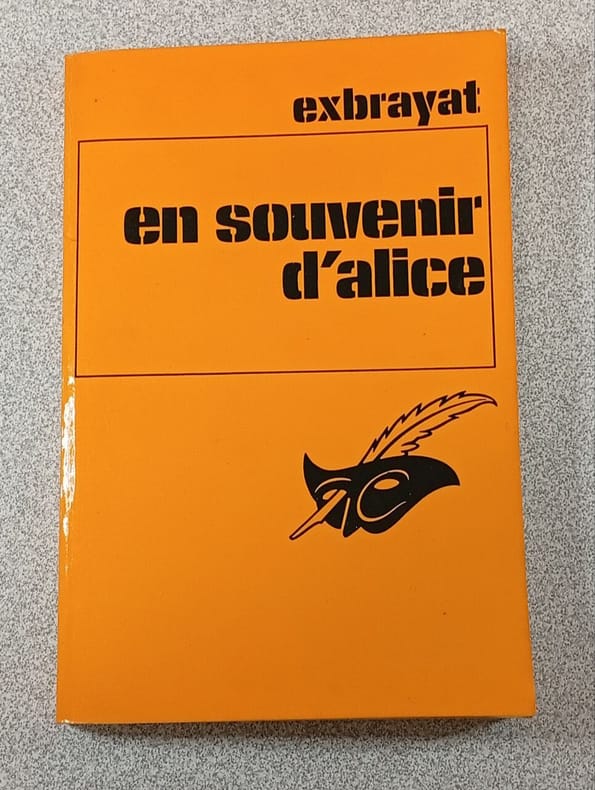 exbrayat
en souvenir
d'alice